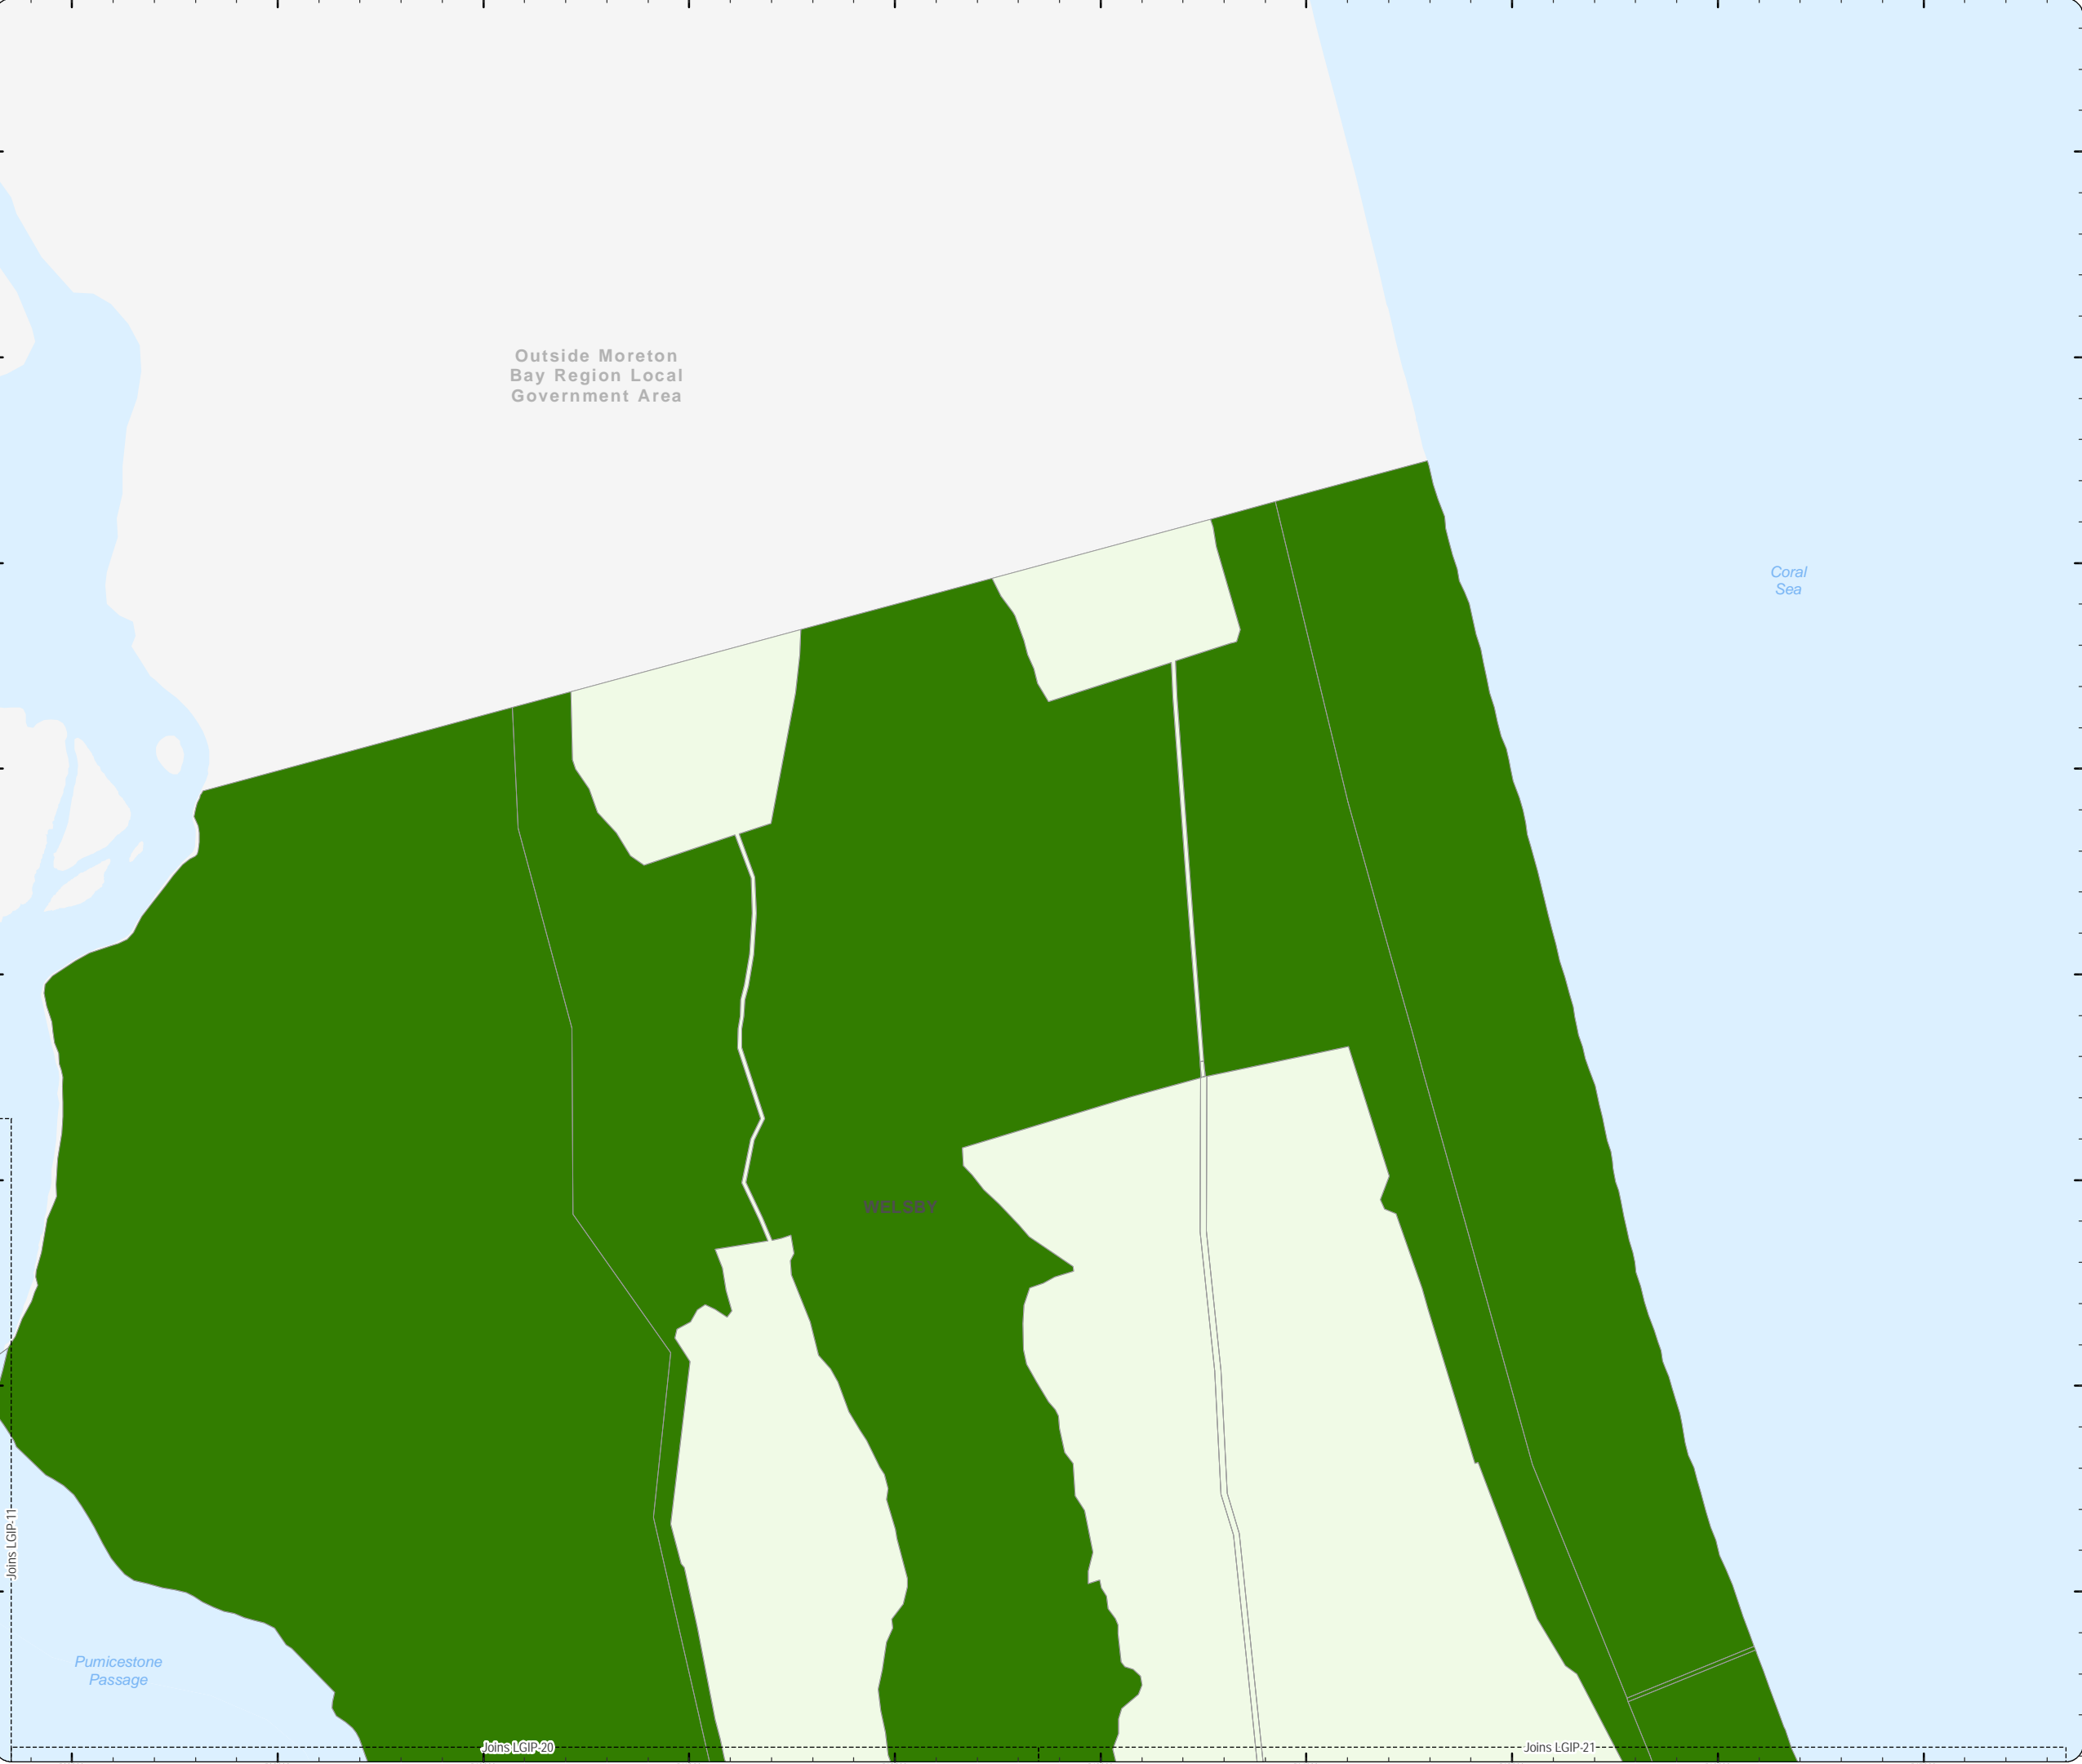 Outside Moreton
Bay Region Local
Government Area
Coral
Sea
WELSBY
Joins LGIP-11
Pumicestone
Passage
Joins LGIP-20
Joins LGIP-21